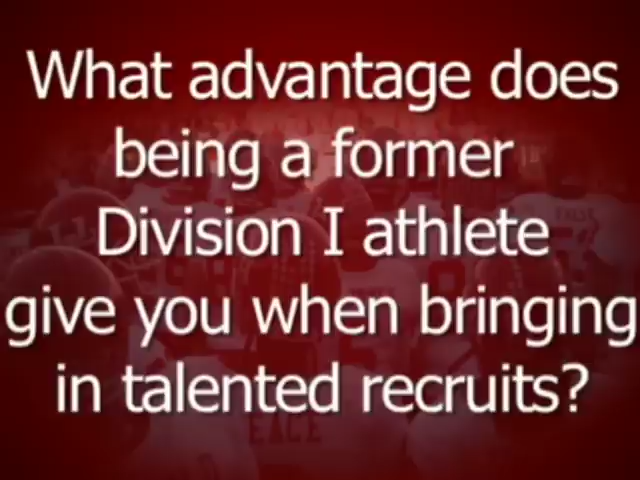 What advantage does
being a former
Division I athlete
give you when bringing
in talented recruits?